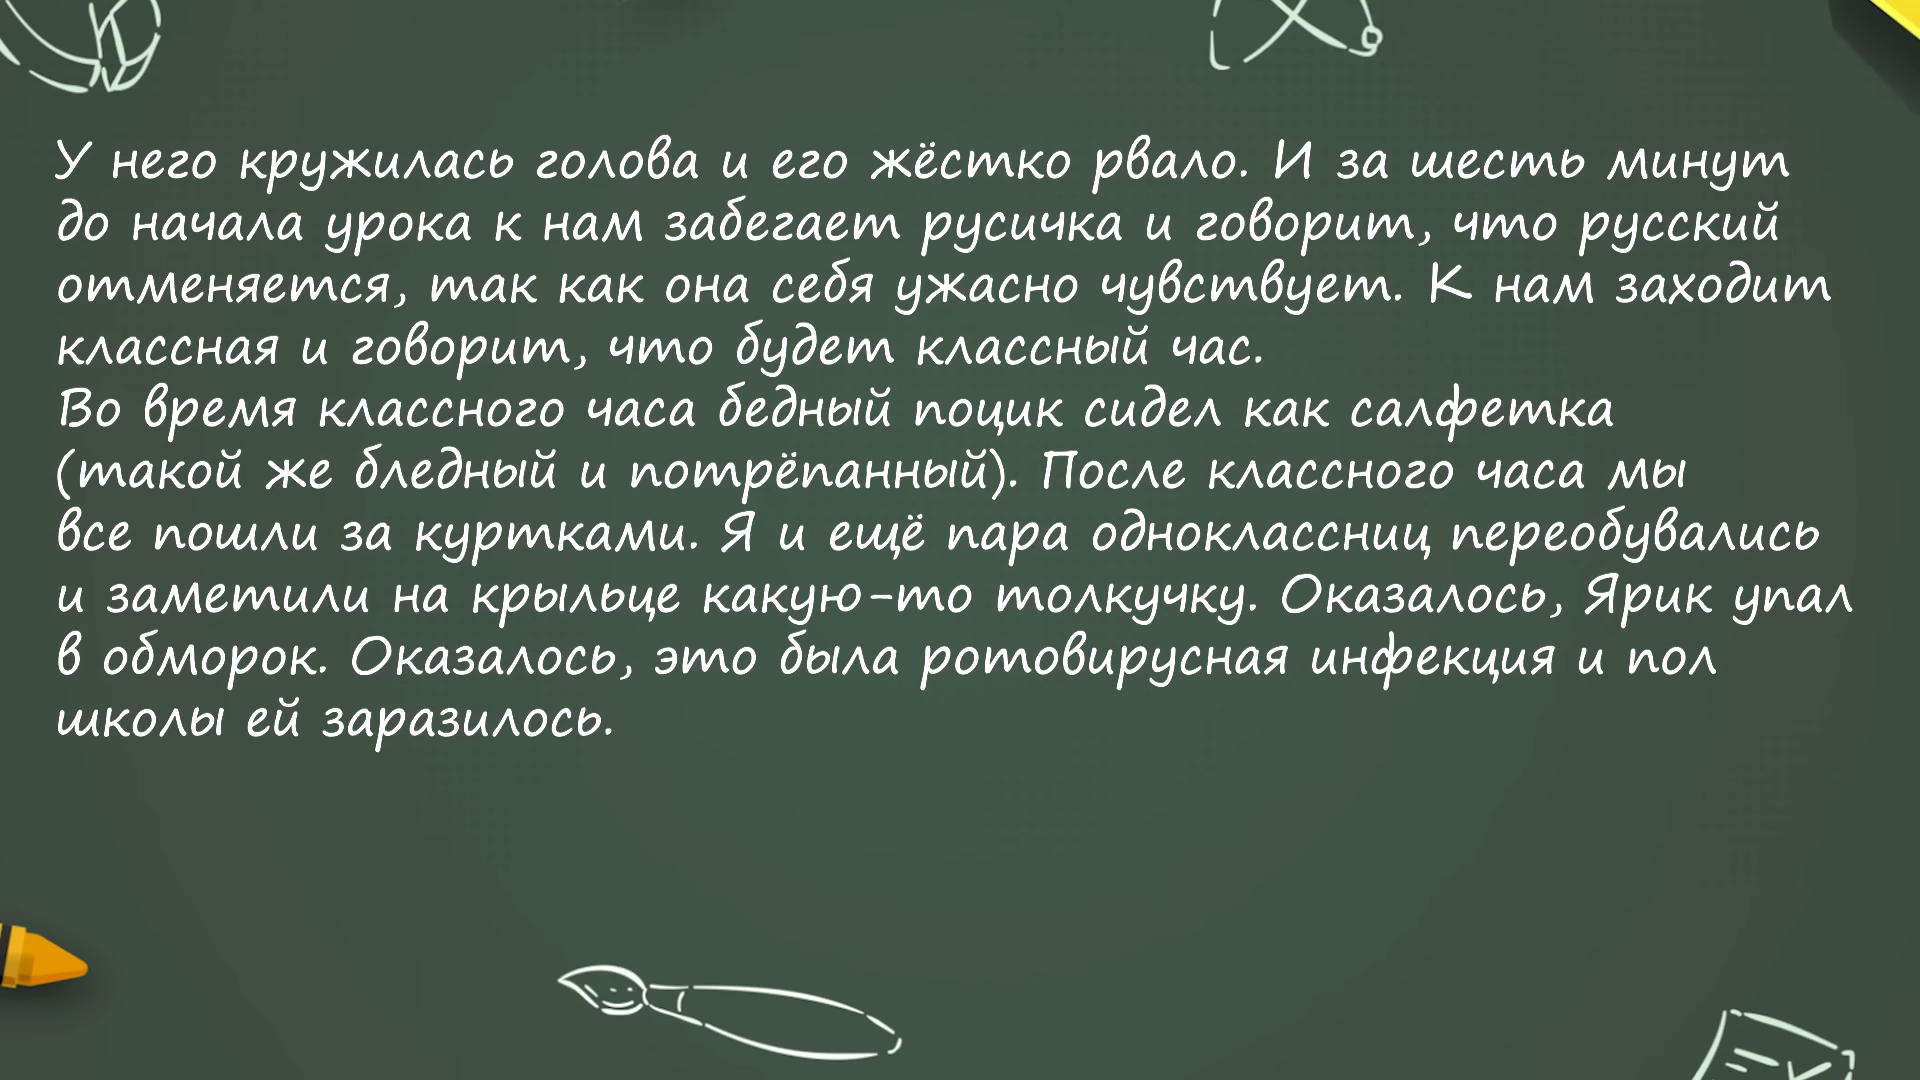 У него кружилась голова и его жёстко рвало. И за шесть минут
до начала урока к нам забегает русичка и говорит, что русский
отменяется, так как она себя ужасно чувствует. К нам заходит
классная и говорит, что будет классный час.
Во время классного часа бедный поцик сидел как салфетка
(такой же бледный и потрёпанный). После классного часа мы
все пошли за куртками. Я и ещё пара одноклассниц переобувались
и заметили на крыльце какую-то толкучку. Оказалось, Ярик упал
в обморок. Оказалось, это была ротовирусная инфекция и пол
школы ей заразилось.